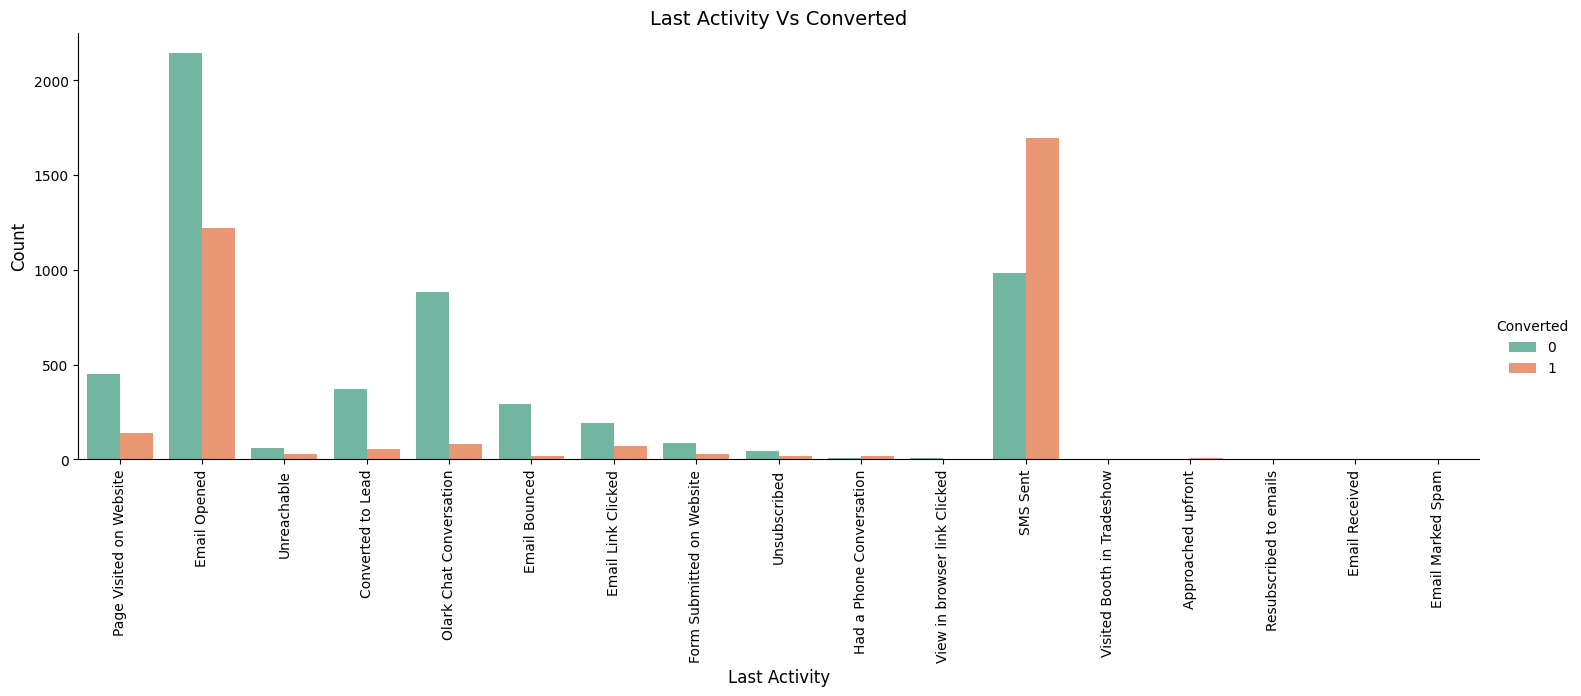 Last Activity Vs Converted
Count
2000
1500
1000
500
0
Page Visited on Website
Email Opened
Unreachable
Converted to Lead
Olark Chat Conversation
Email Bounced
Email Link Clicked
Form Submitted on Website
Unsubscribed
Had a Phone Conversation
View in browser link Clicked
SMS Sent
Visited Booth in Tradeshow
Approached upfront
Resubscribed to emails
Email Received
Email Marked Spam
Last Activity
Converted
0
1